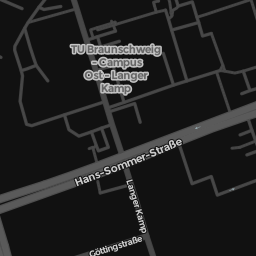 TU Braunschweig
- Campus
Ost - Langer
Kamp
Hans-Sommer-Straße
Langer Kamp
Göttingstraße